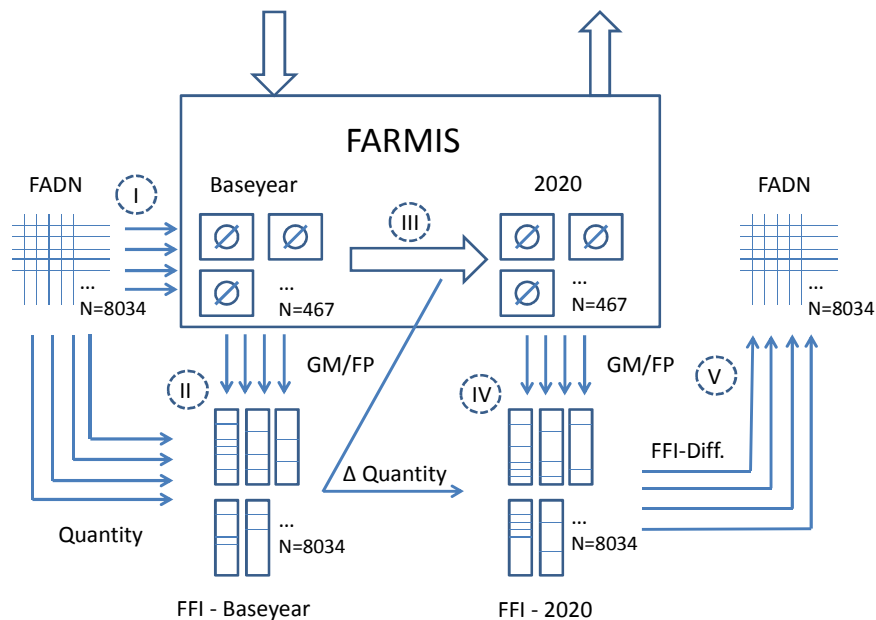 FARMIS
FADN
I
Baseyear
2020
FADN
III
...
N=8034
...
N=467
...
N=467
...
N=8034
II
GM/FP
IV
GM/FP
V
FFI-Diff.
Δ Quantity
Quantity
...
N=8034
...
N=8034
FFI - Baseyear
FFI - 2020